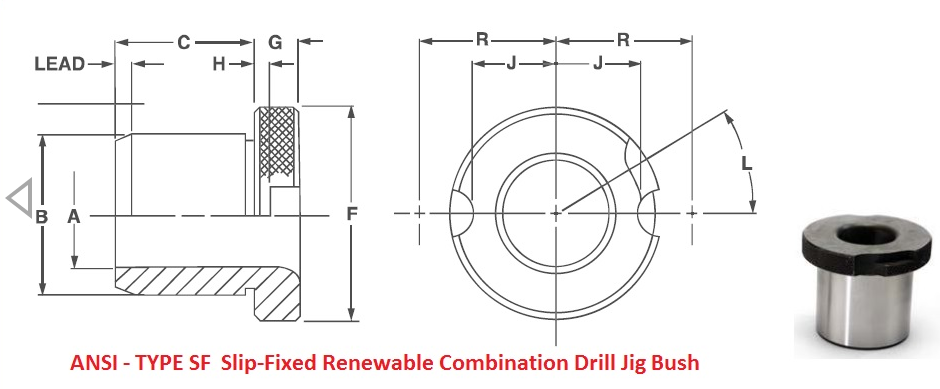 C G R R
LEAD H J J
L
B A F
ANSI - TYPE SF Slip-Fixed Renewable Combination Drill Jig Bush